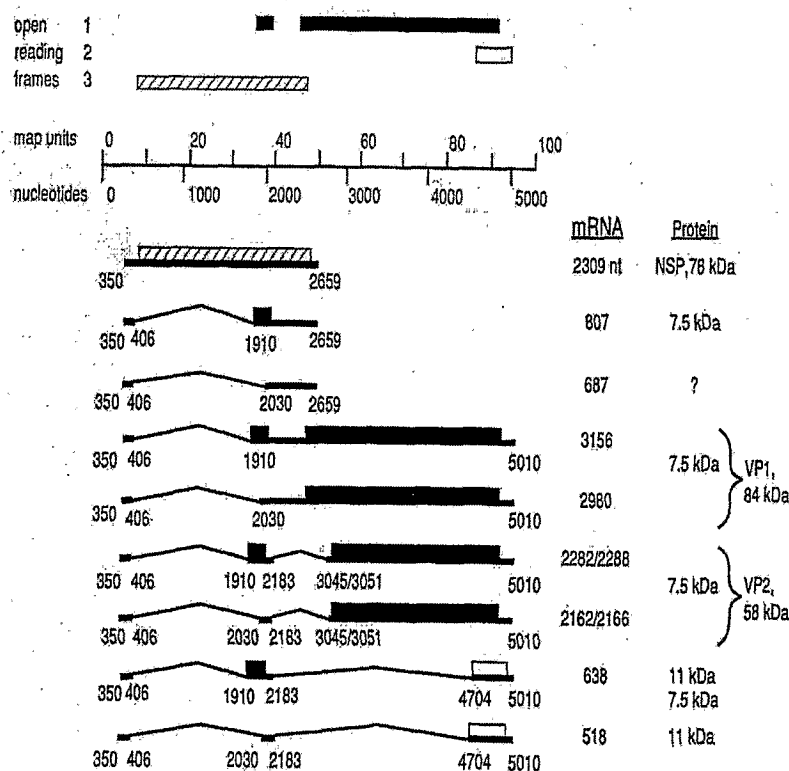 open 1
reading 2
frames 3
map units 0 20 40 60 80 100
nucleotides 0 1000 2000 3000 4000 5000
mRNA Protein
350 2659 2309 nt NSP,76 kDa
350 406 1910 2659 807 7.5 kDa
350 406 2030 2659 687 ?
350 406 1910 5010 3156 7.5 kDa
350 406 2030 5010 2980
VP1, 84 kDa
350 406 1910 2183 3045/3051 5010 2282/2288 7.5 kDa
350 406 2030 2183 3045/3051 5010 2162/2166
VP2, 58 kDa
350 406 1910 2183 4704 5010 638 11 kDa
7.5 kDa
350 406 2030 2183 4704 5010 518 11 kDa